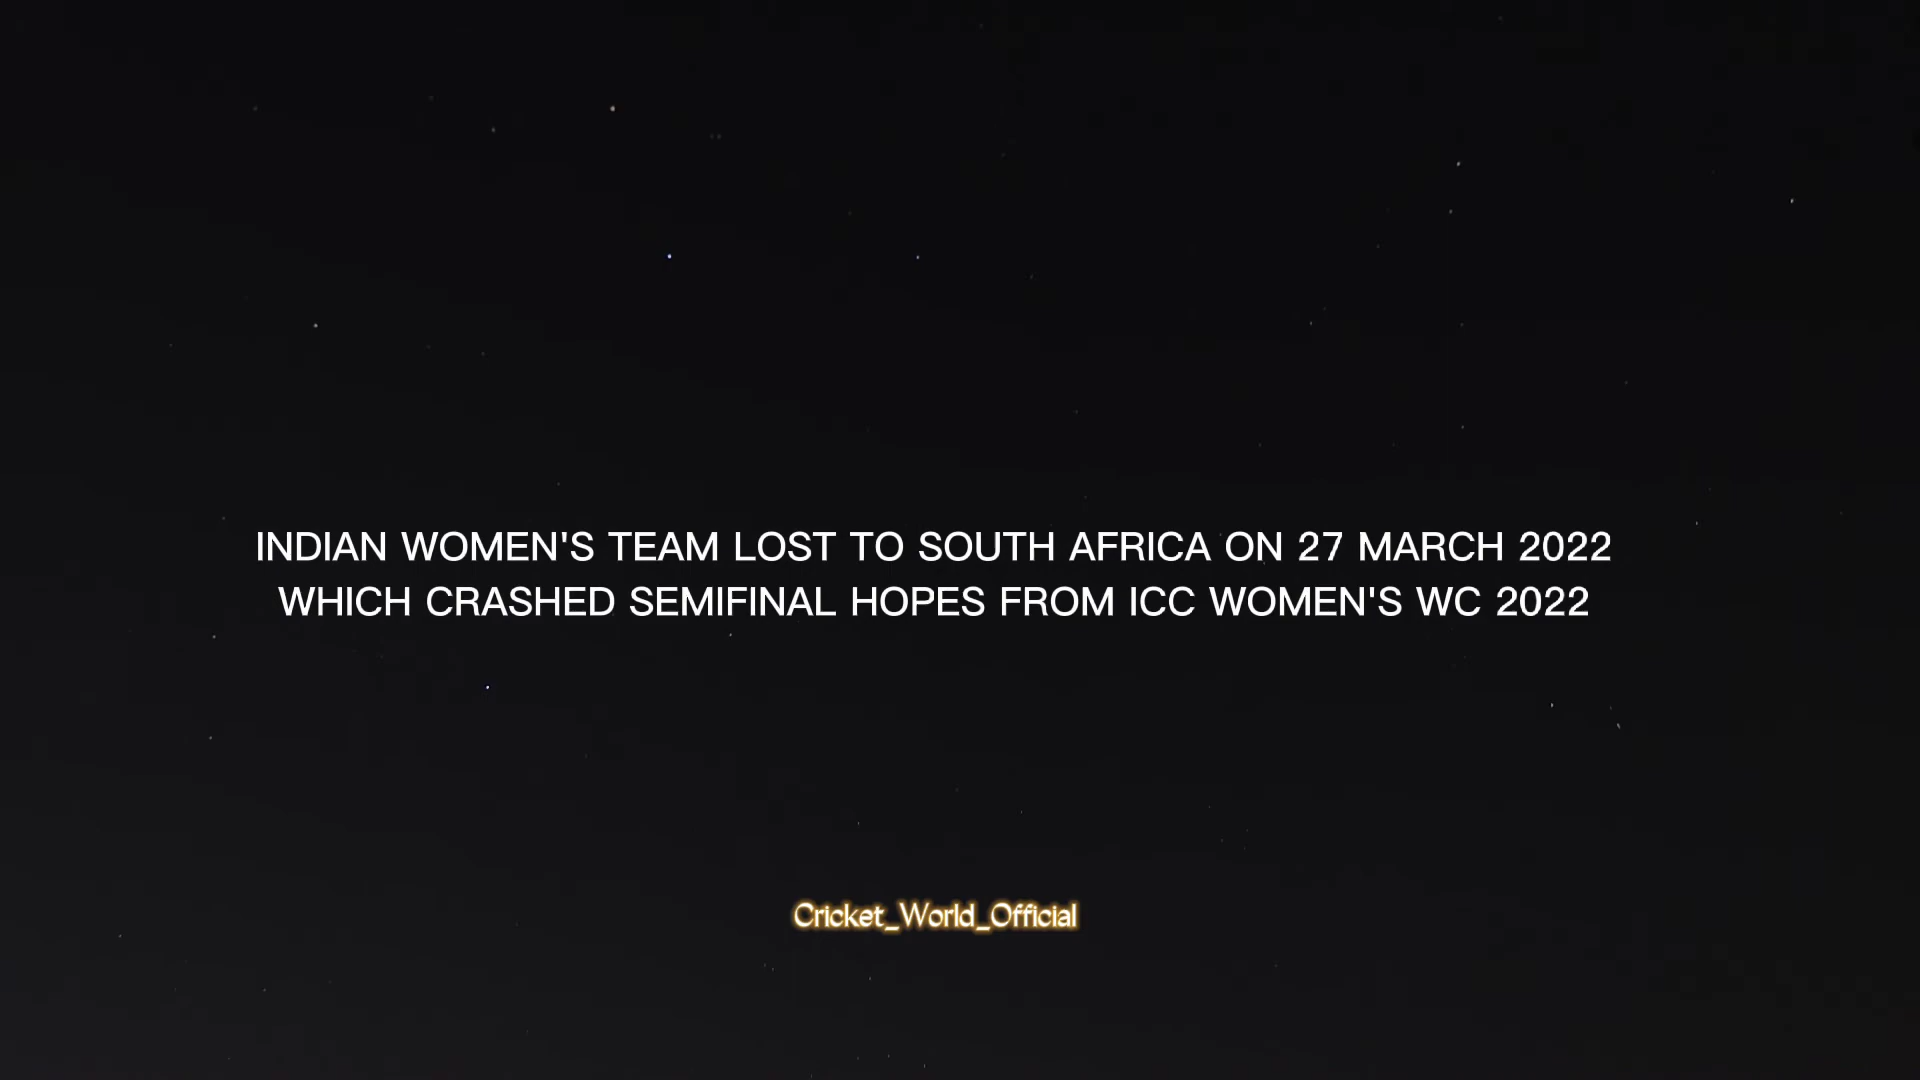 INDIAN WOMEN'S TEAM LOST TO SOUTH AFRICA ON 27 MARCH 2022
WHICH CRASHED SEMIFINAL HOPES FROM ICC WOMEN'S WC 2022
Cricket_World_Official